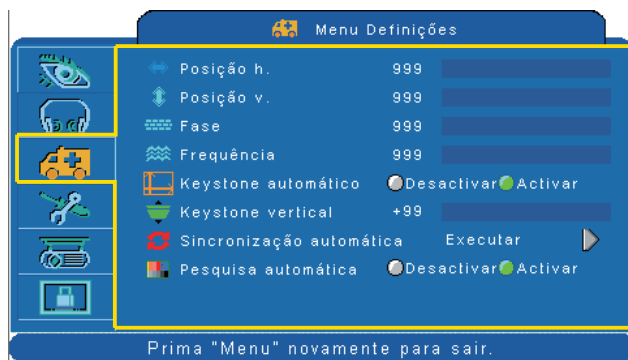 Menu Definições
Posição h. 999
Posição v. 999
Fase 999
Frequência 999
Keystone automático Desactivar Activar
Keystone vertical +99
Sincronização automática Executar
Pesquisa automática Desactivar Activar
Prima "Menu" novamente para sair.